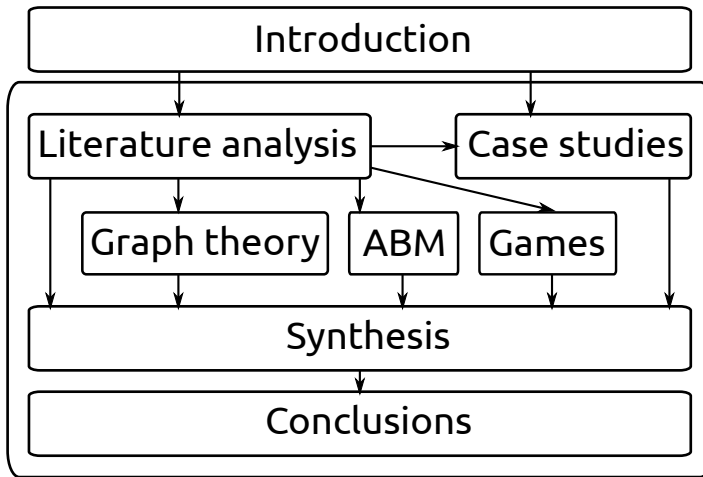 Introduction
Literature analysis
Case studies
Graph theory
ABM
Games
Synthesis
Conclusions